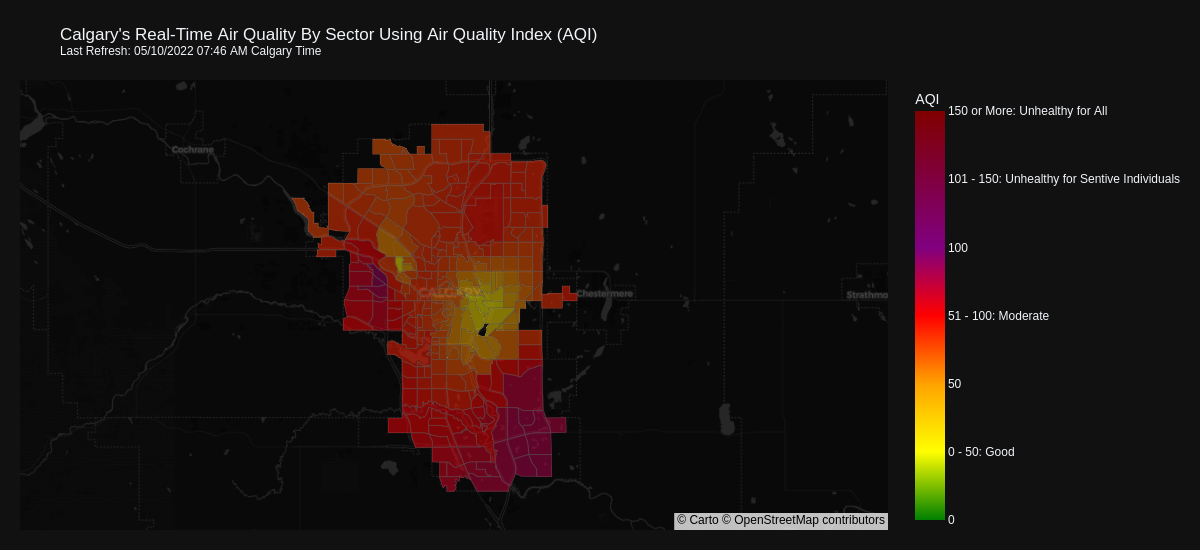 Calgary's Real-Time Air Quality By Sector Using Air Quality Index (AQI)
Last Refresh: 05/10/2022 07:46 AM Calgary Time
AQI
150 or More: Unhealthy for All
Cochrane
101 - 150: Unhealthy for Sentive Individuals
100
CALGARY
Chestermere
Strathmo
51 - 100: Moderate
50
0 - 50: Good
0
© Carto © OpenStreetMap contributors